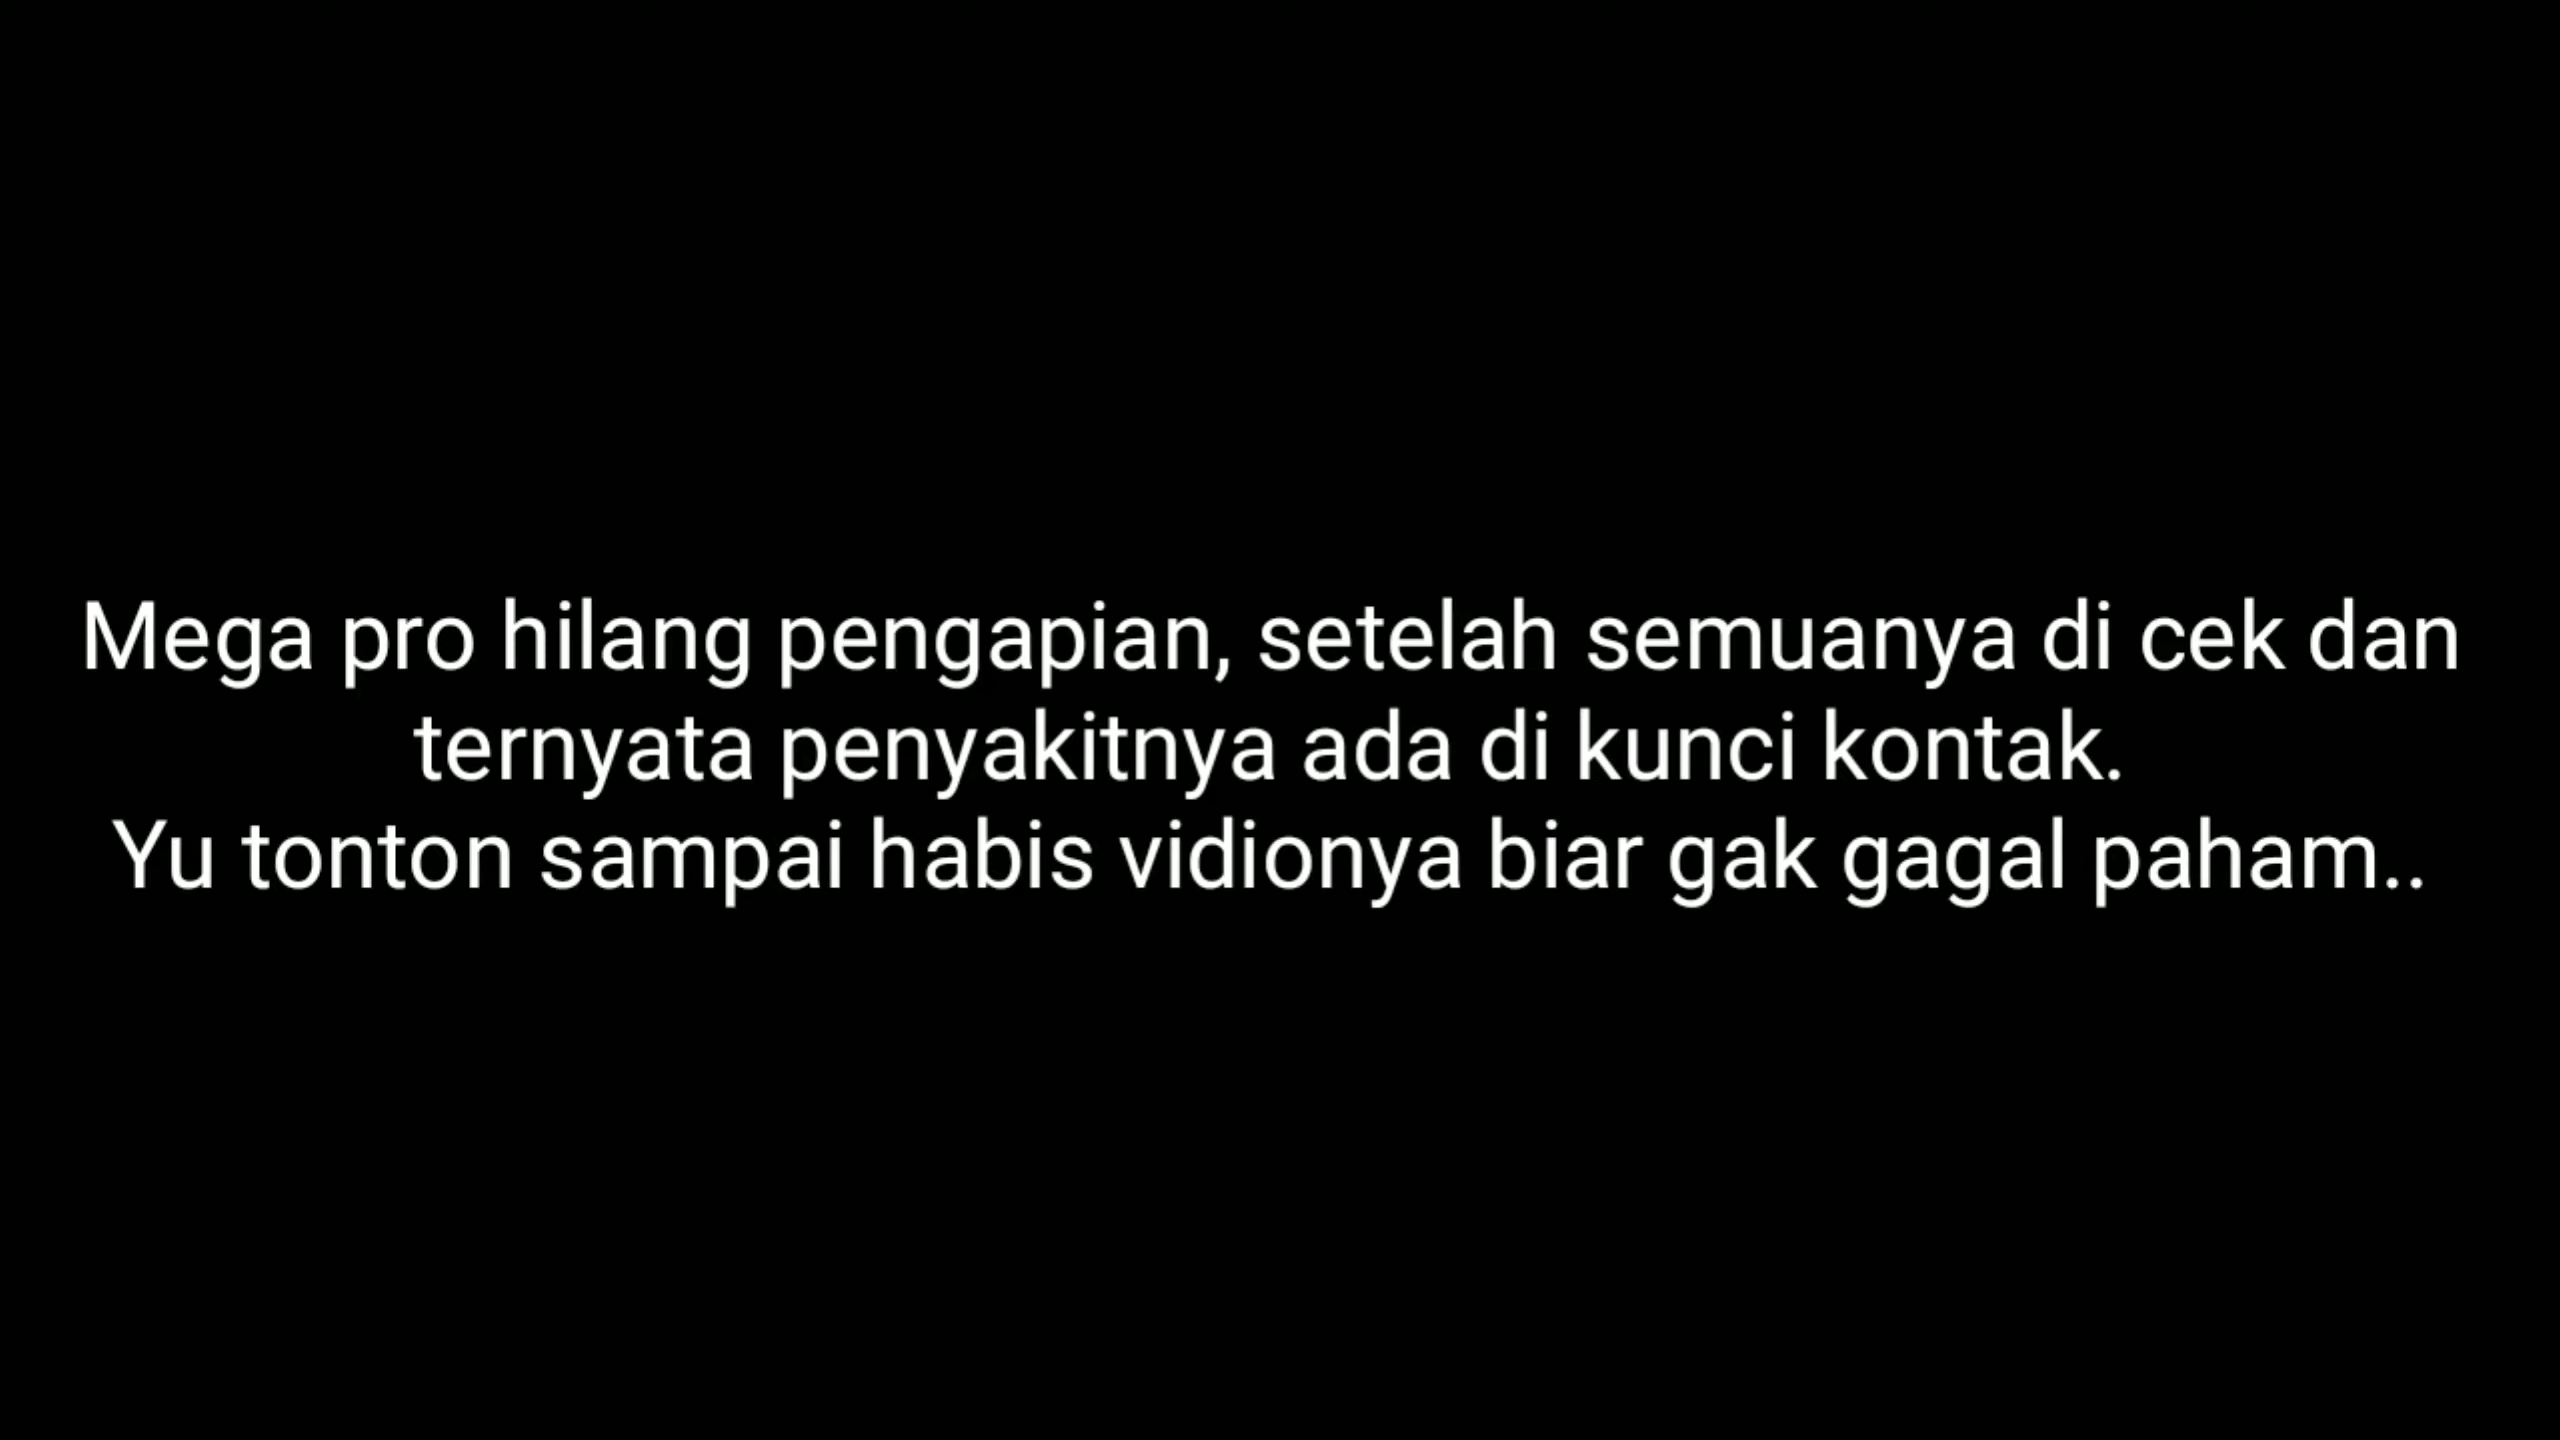 Mega pro hilang pengapian, setelah semuanya di cek dan
ternyata penyakitnya ada di kunci kontak.
Yu tonton sampai habis vidionya biar gak gagal paham..